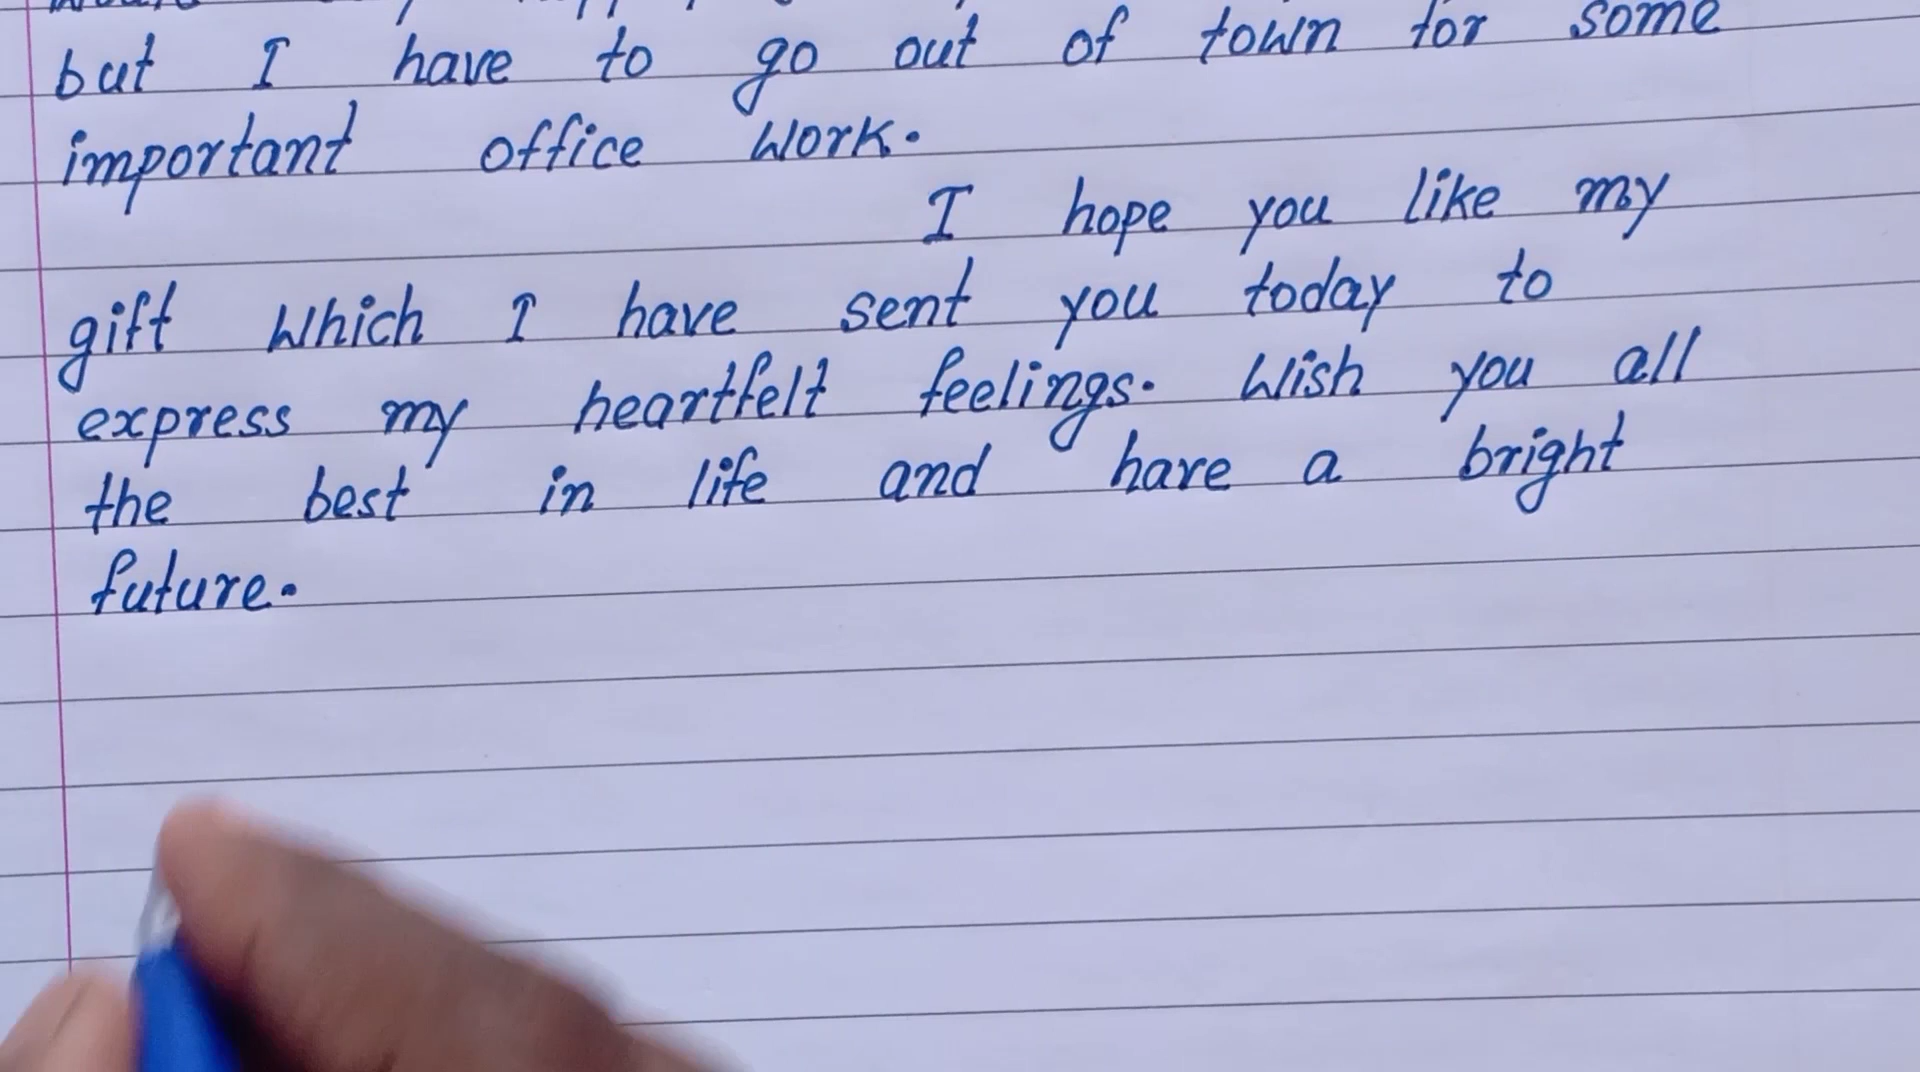 but I have to go out of town for some
important office work.
I hope you like my
gift which I have sent you today to
express my heartfelt feelings. Wish you all
the best in life and have a bright
future.